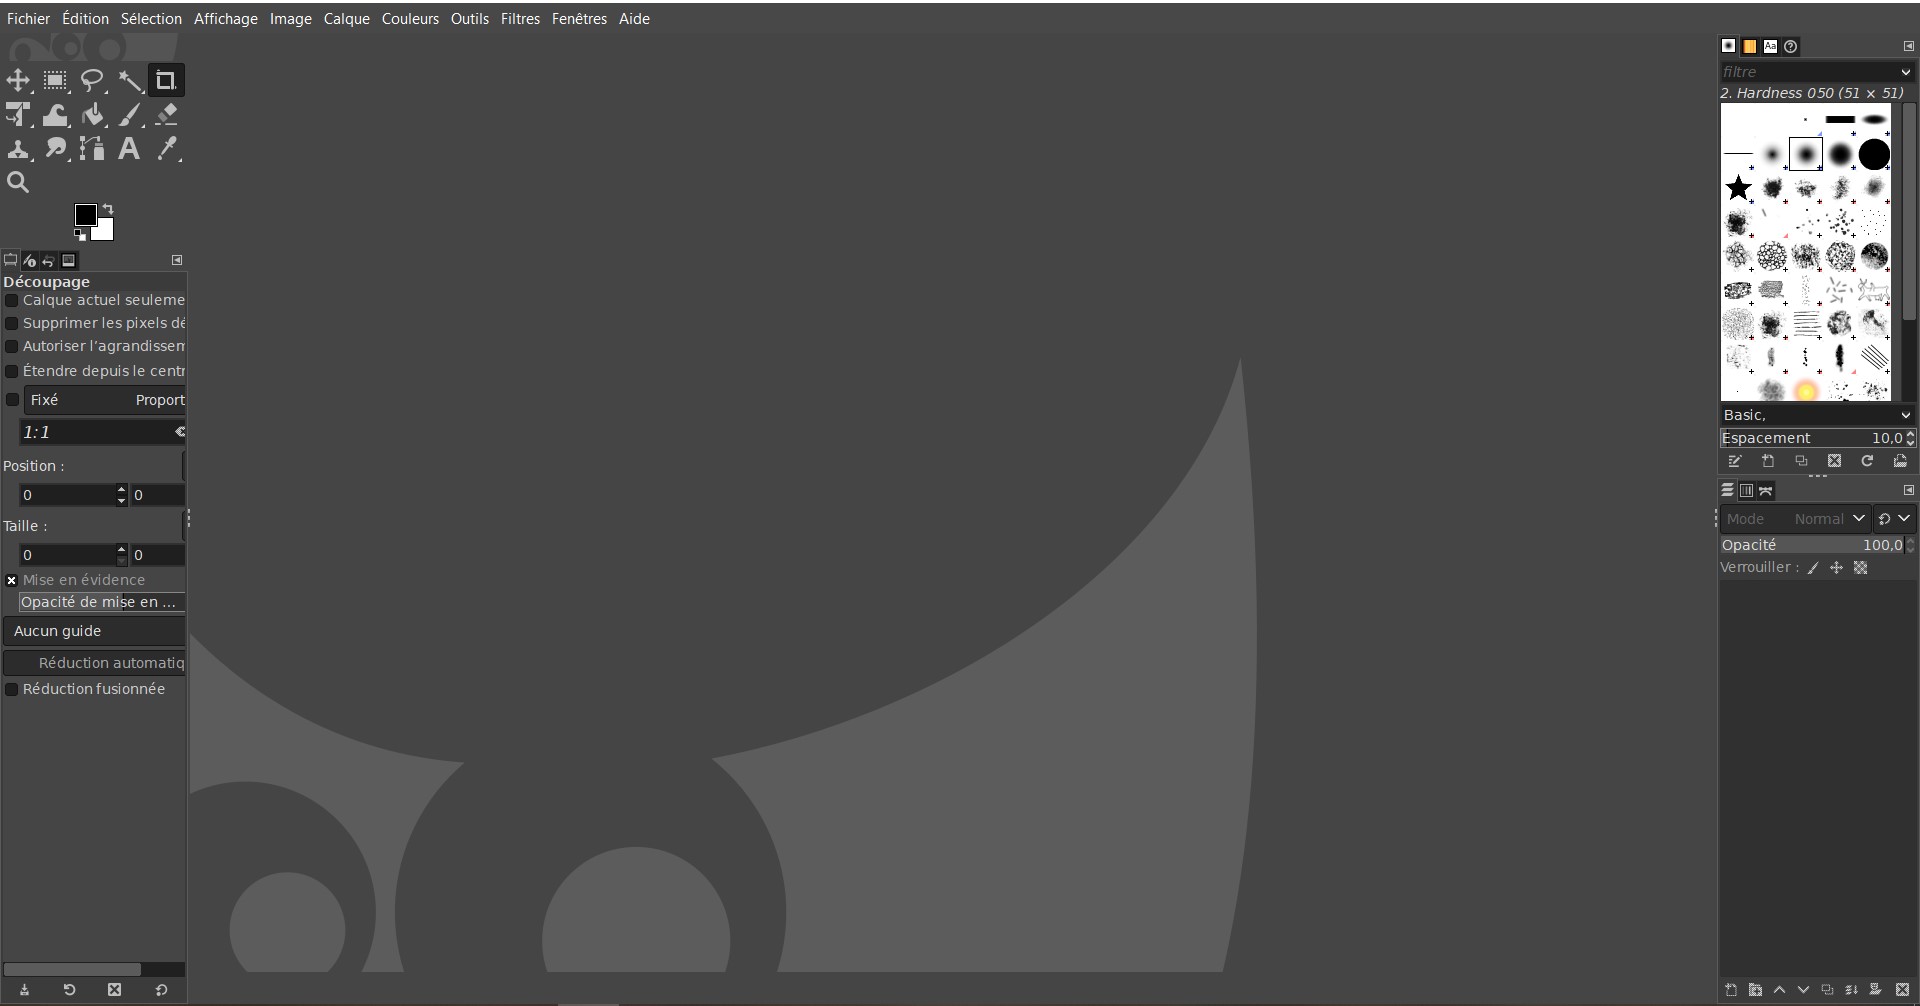 Fichier Édition Sélection Affichage Image Calque Couleurs Outils Filtres Fenêtres Aide
Découpage
Calque actuel seuleme
Supprimer les pixels dé
Autoriser l’agrandissem
Étendre depuis le centr
Fixé Proport
1:1
Position :
0 0
Taille :
0 0
Mise en évidence
Opacité de mise en ...
Aucun guide
Réduction automatiq
Réduction fusionnée
Aa
filtre
2. Hardness 050 (51 × 51)
Basic,
Espacement 10,0
Mode Normal
Opacité 100,0
Verrouiller :